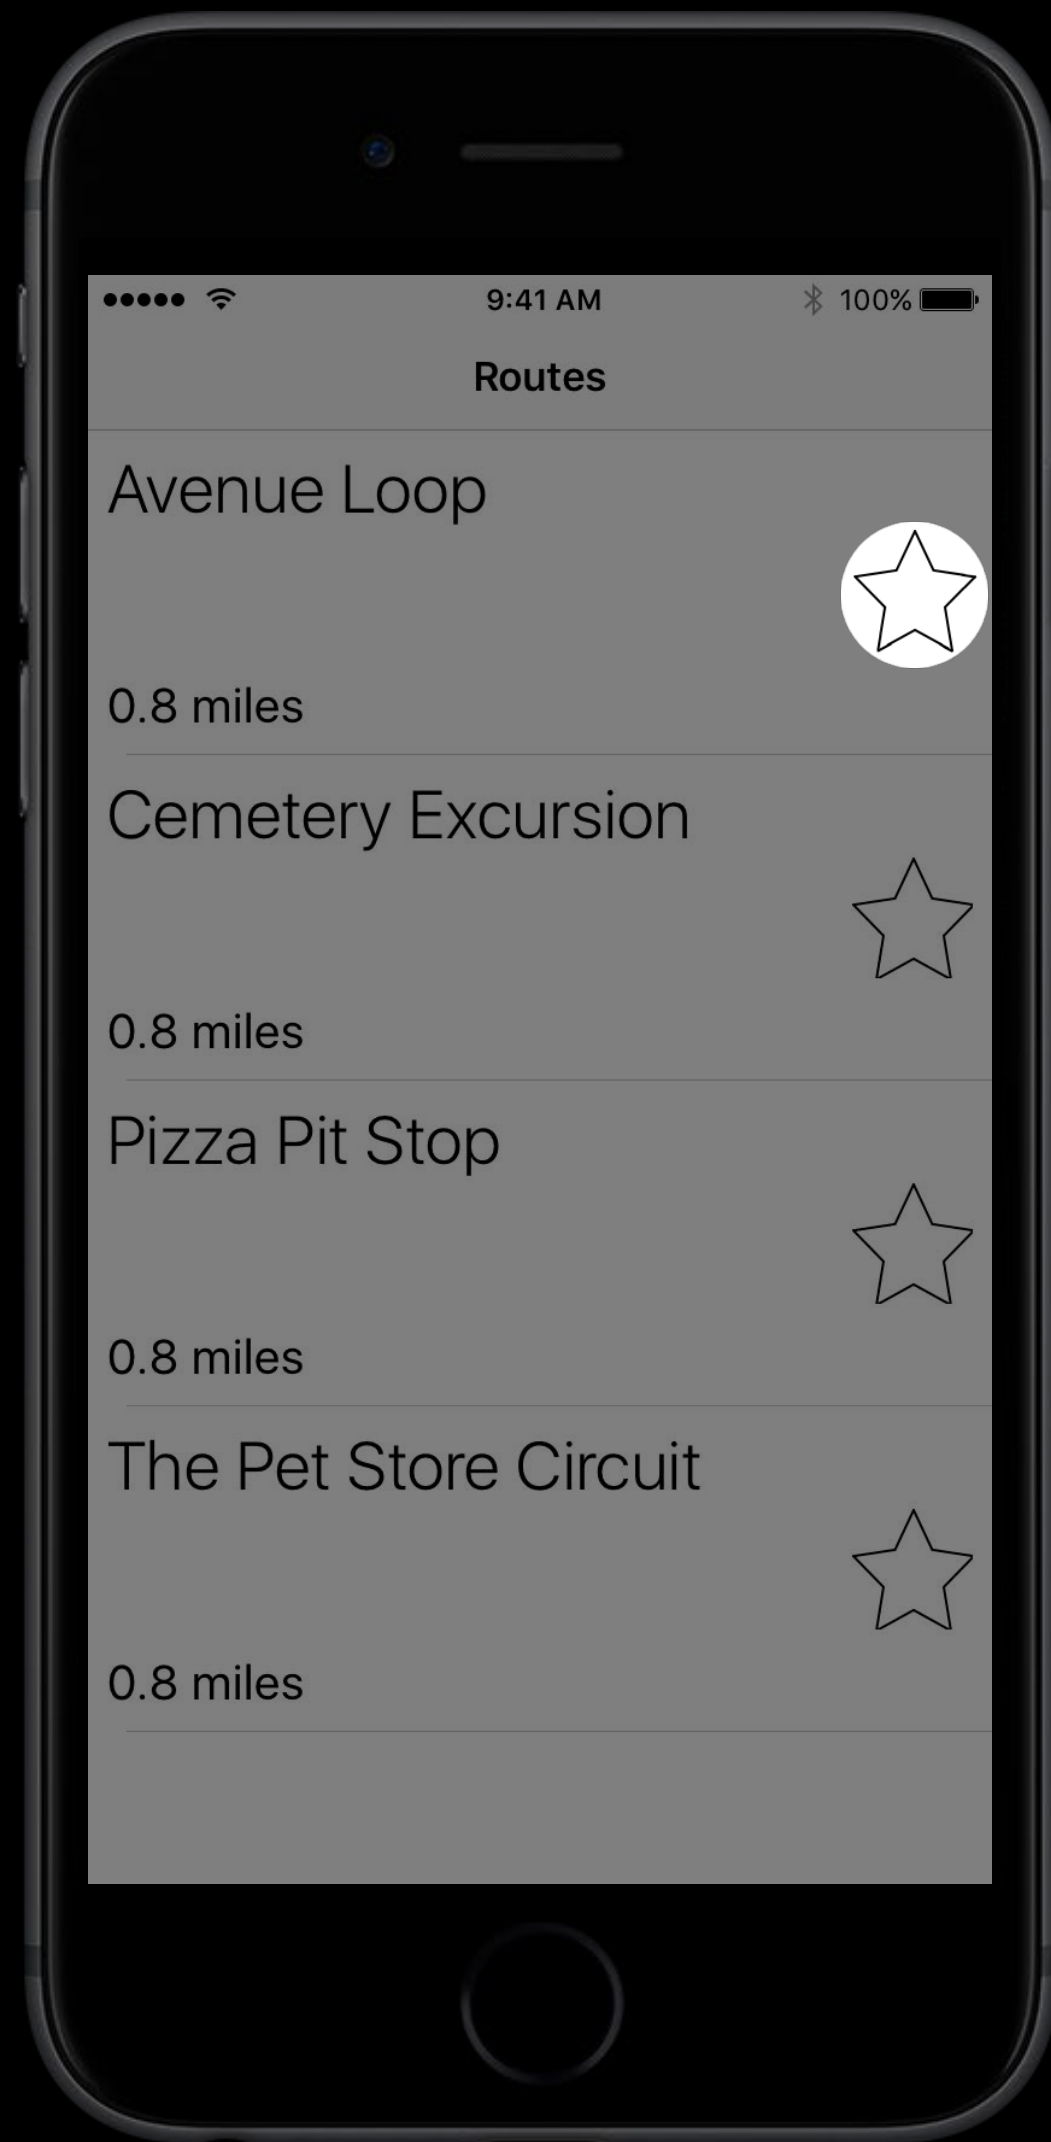 9:41 AM 100%
Routes
Avenue Loop
0.8 miles
Cemetery Excursion
0.8 miles
Pizza Pit Stop
0.8 miles
The Pet Store Circuit
0.8 miles